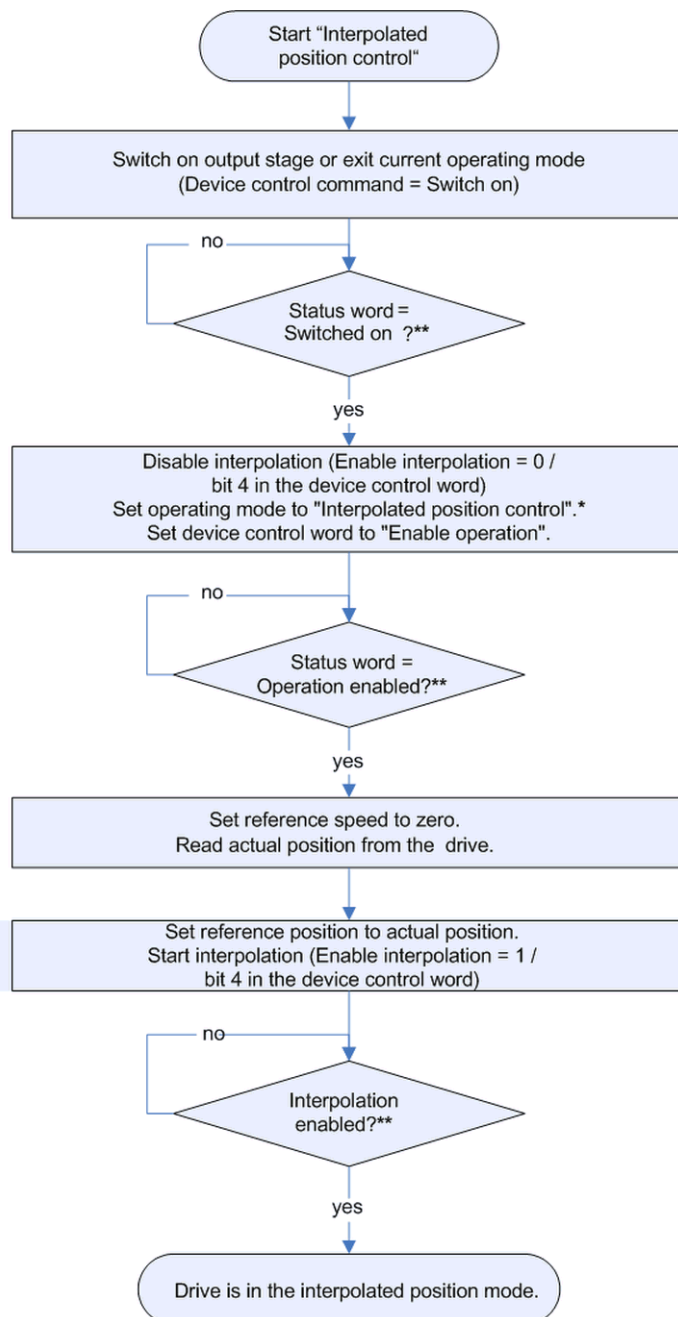 Start “Interpolated
position control“
Switch on output stage or exit current operating mode
(Device control command = Switch on)
no
Status word =
Switched on ?**
yes
Disable interpolation (Enable interpolation = 0 /
bit 4 in the device control word)
Set operating mode to "Interpolated position control".*
Set device control word to "Enable operation".
no
Status word =
Operation enabled?**
yes
Set reference speed to zero.
Read actual position from the drive.
Set reference position to actual position.
Start interpolation (Enable interpolation = 1 /
bit 4 in the device control word)
no
Interpolation
enabled?**
yes
Drive is in the interpolated position mode.